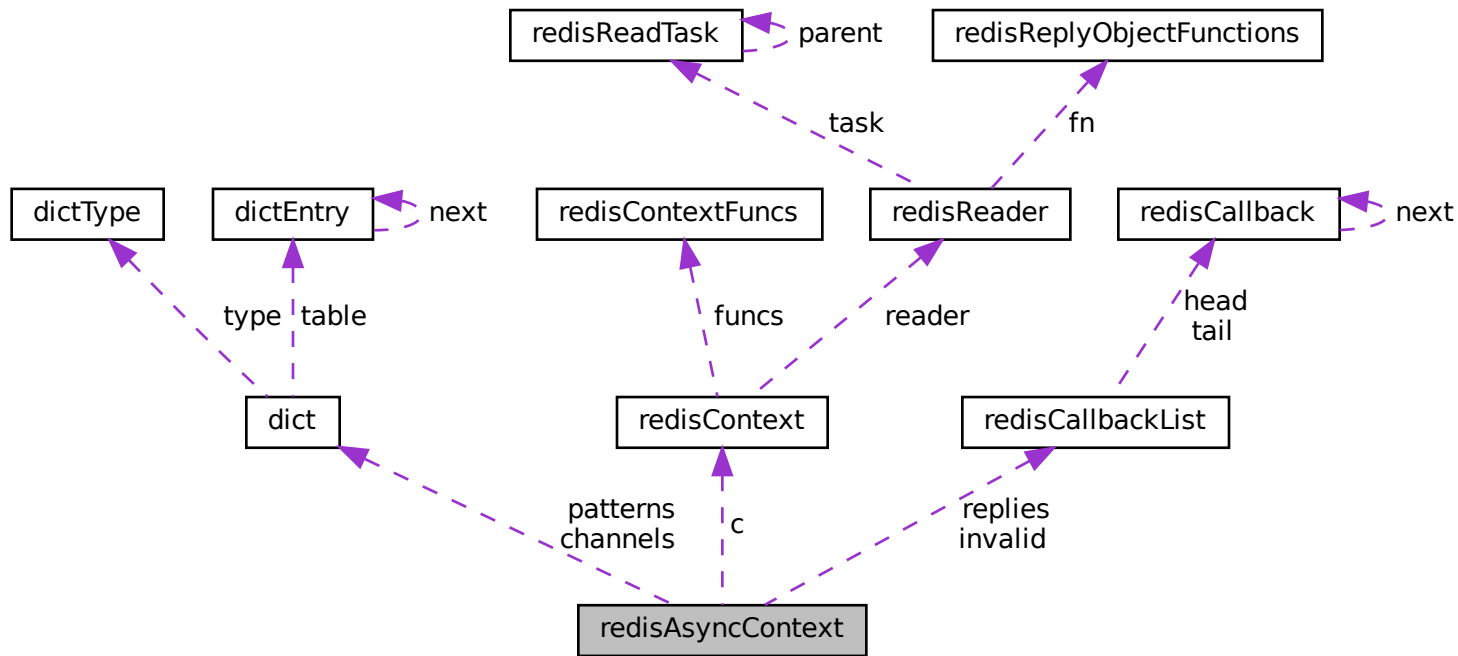 redisReadTask
parent
redisReplyObjectFunctions
task
fn
dictType
dictEntry
next
redisContextFuncs
redisReader
redisCallback
next
type
table
funcs
reader
head
tail
dict
redisContext
redisCallbackList
patterns
channels
c
replies
invalid
redisAsyncContext